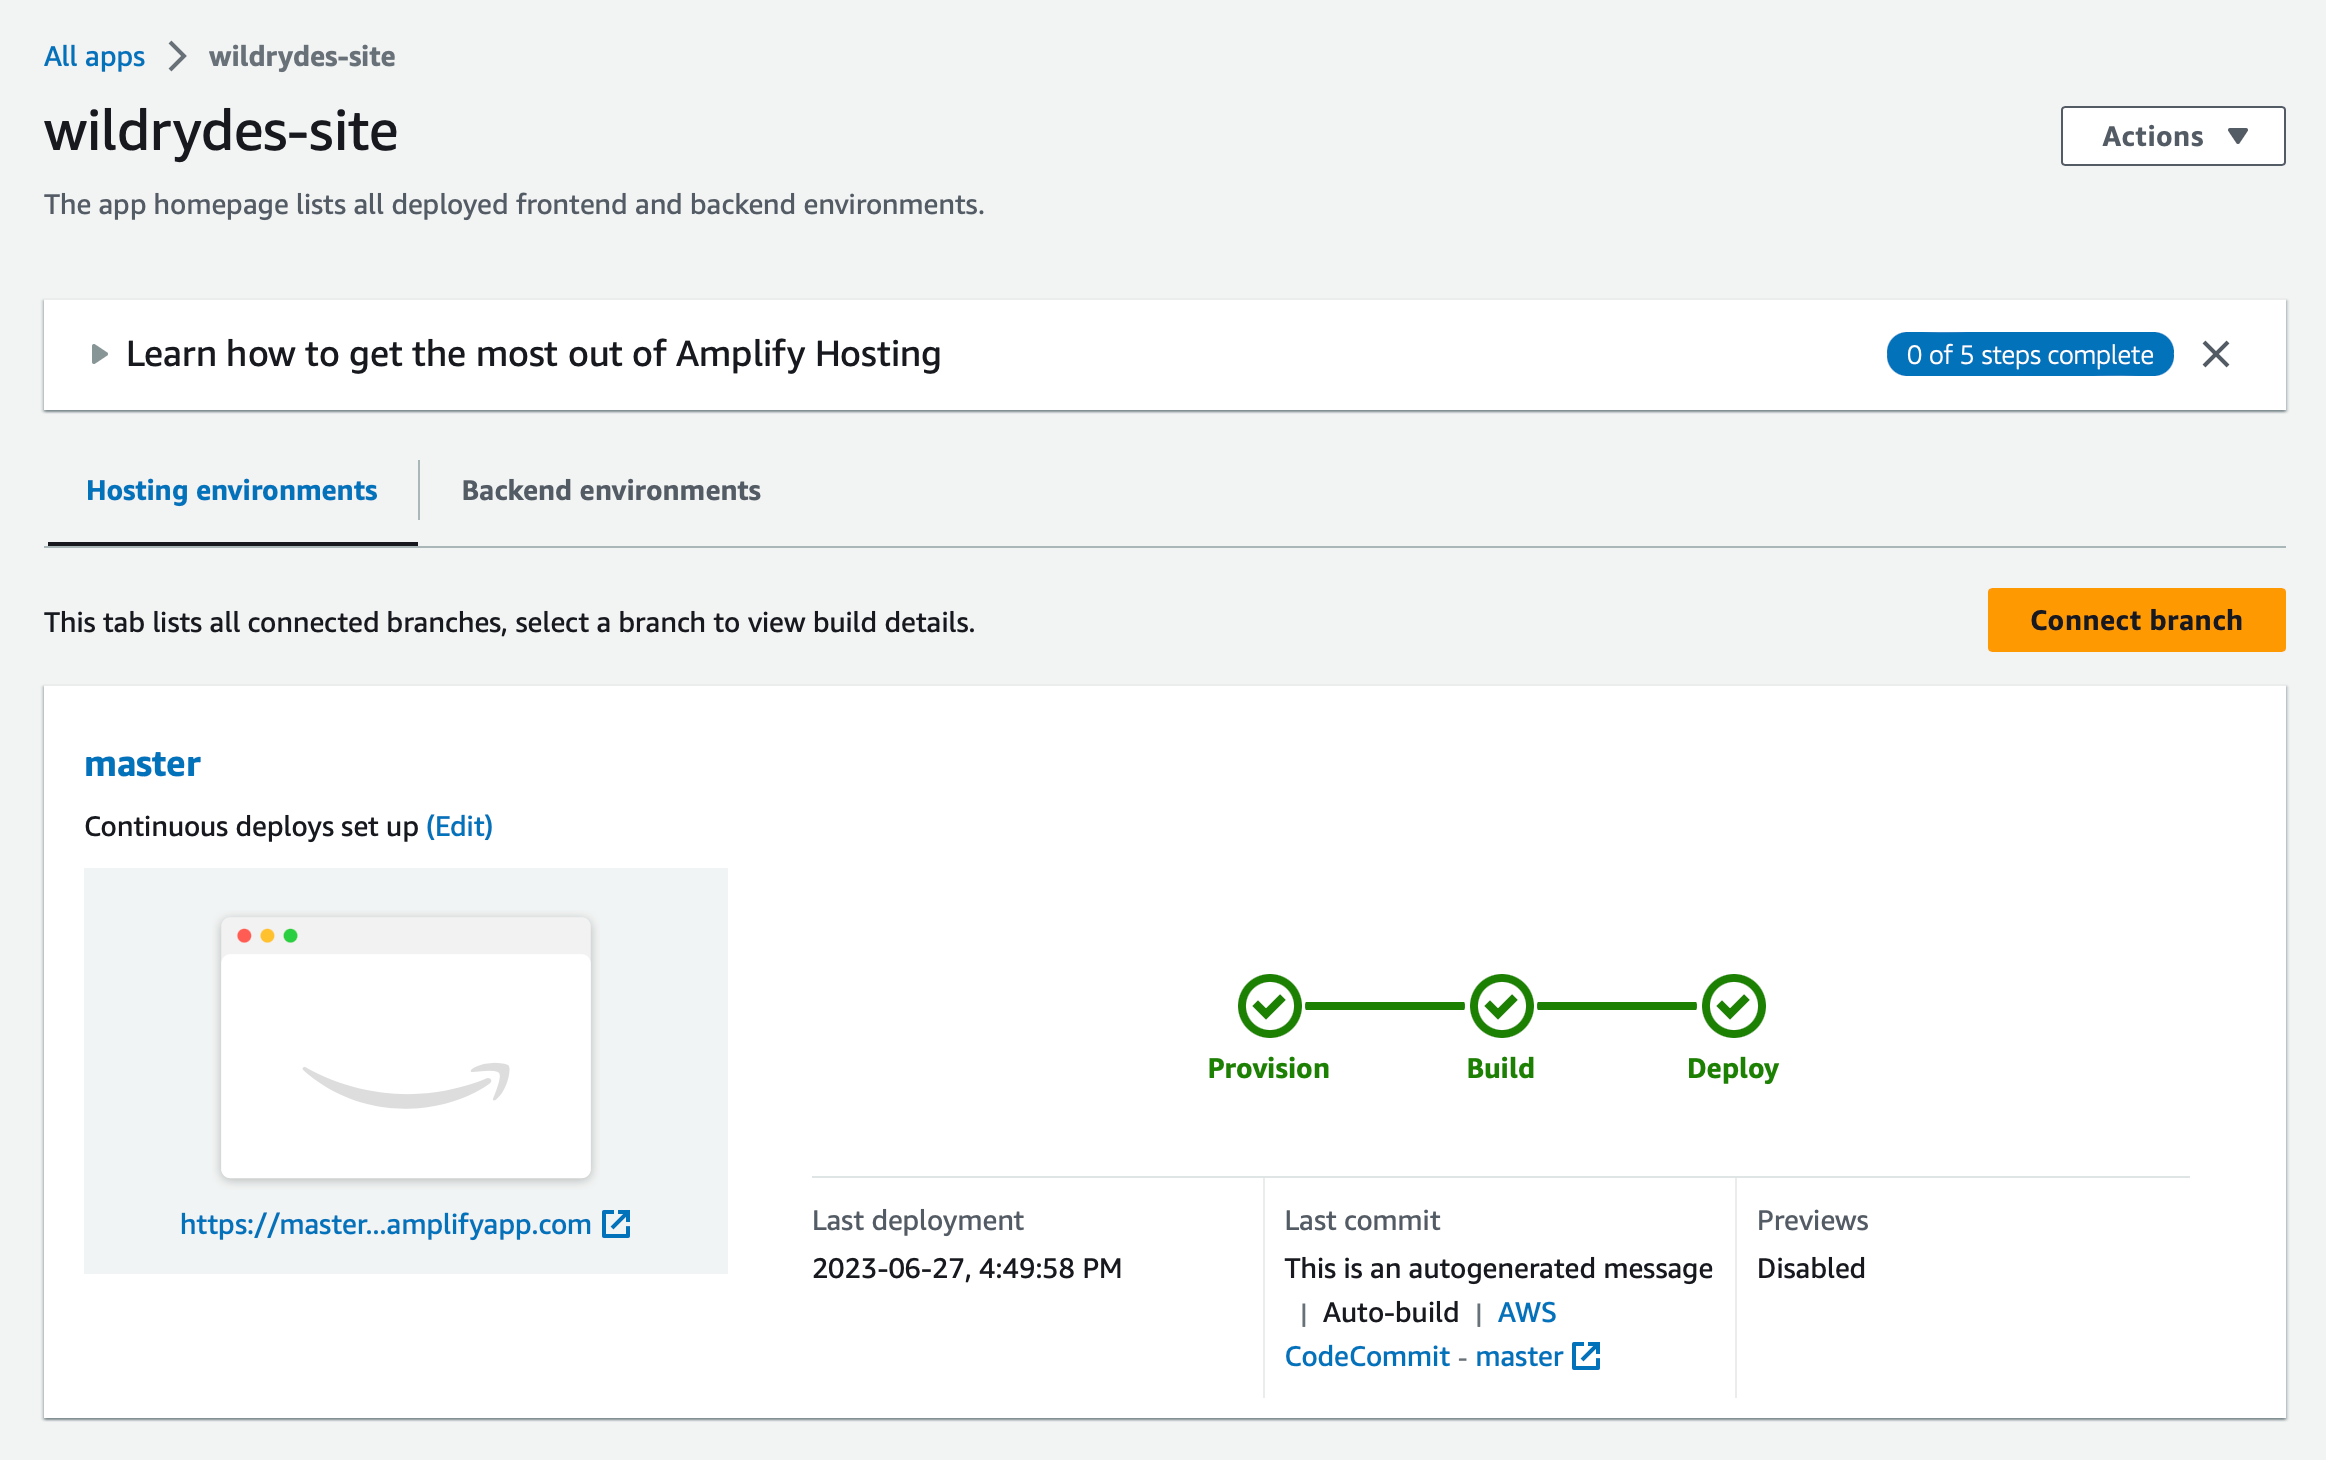 All apps
wildrydes-site
wildrydes-site
Actions
The app homepage lists all deployed frontend and backend environments.
Learn how to get the most out of Amplify Hosting
0 of 5 steps complete
Hosting environments
Backend environments
This tab lists all connected branches, select a branch to view build details.
Connect branch
master
Continuous deploys set up (Edit)
https://master...amplifyapp.com
Provision
Build
Deploy
Last deployment
2023-06-27, 4:49:58 PM
Last commit
This is an autogenerated message
| Auto-build | AWS
CodeCommit - master
Previews
Disabled